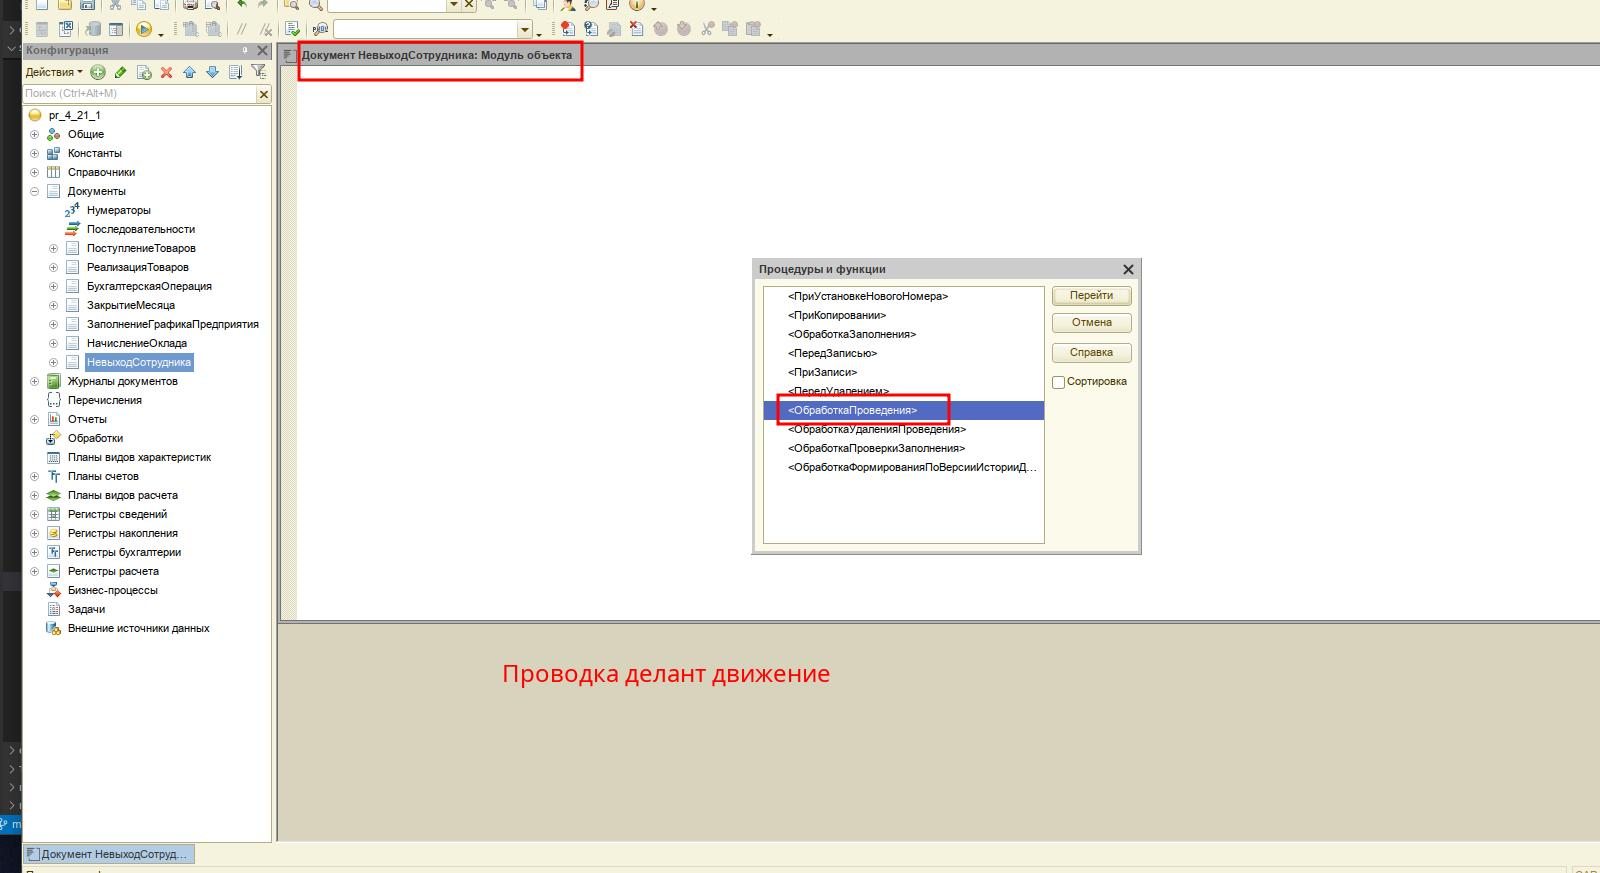 Конфигурация
Документ НевыходСотрудника: Модуль объекта
Действия
Поиск (Ctrl+Alt+M)
pr_4_21_1
Общие
Константы
Справочники
Документы
Нумераторы
Последовательности
ПоступлениеТоваров
РеализацияТоваров
БухгалтерскаяОперация
ЗакрытиеМесяца
ЗаполнениеГрафикаПредприятия
НачислениеОклада
НевыходСотрудника
Журналы документов
Перечисления
Отчеты
Обработки
Планы видов характеристик
Планы счетов
Планы видов расчета
Регистры сведений
Регистры накопления
Регистры бухгалтерии
Регистры расчета
Бизнес-процессы
Задачи
Внешние источники данных
Процедуры и функции
<ПриУстановкеНовогоНомера>
<ПриКопировании>
<ОбработкаЗаполнения>
<ПередЗаписью>
<ПриЗаписи>
<ПередУдалением>
<ОбработкаПроведения>
<ОбработкаУдаленияПроведения>
<ОбработкаПроверкиЗаполнения>
<ОбработкаФормированияПоВерсииИсторииД...
Перейти
Отмена
Справка
Сортировка
Проводка делант движение
Документ НевыходСотруд...